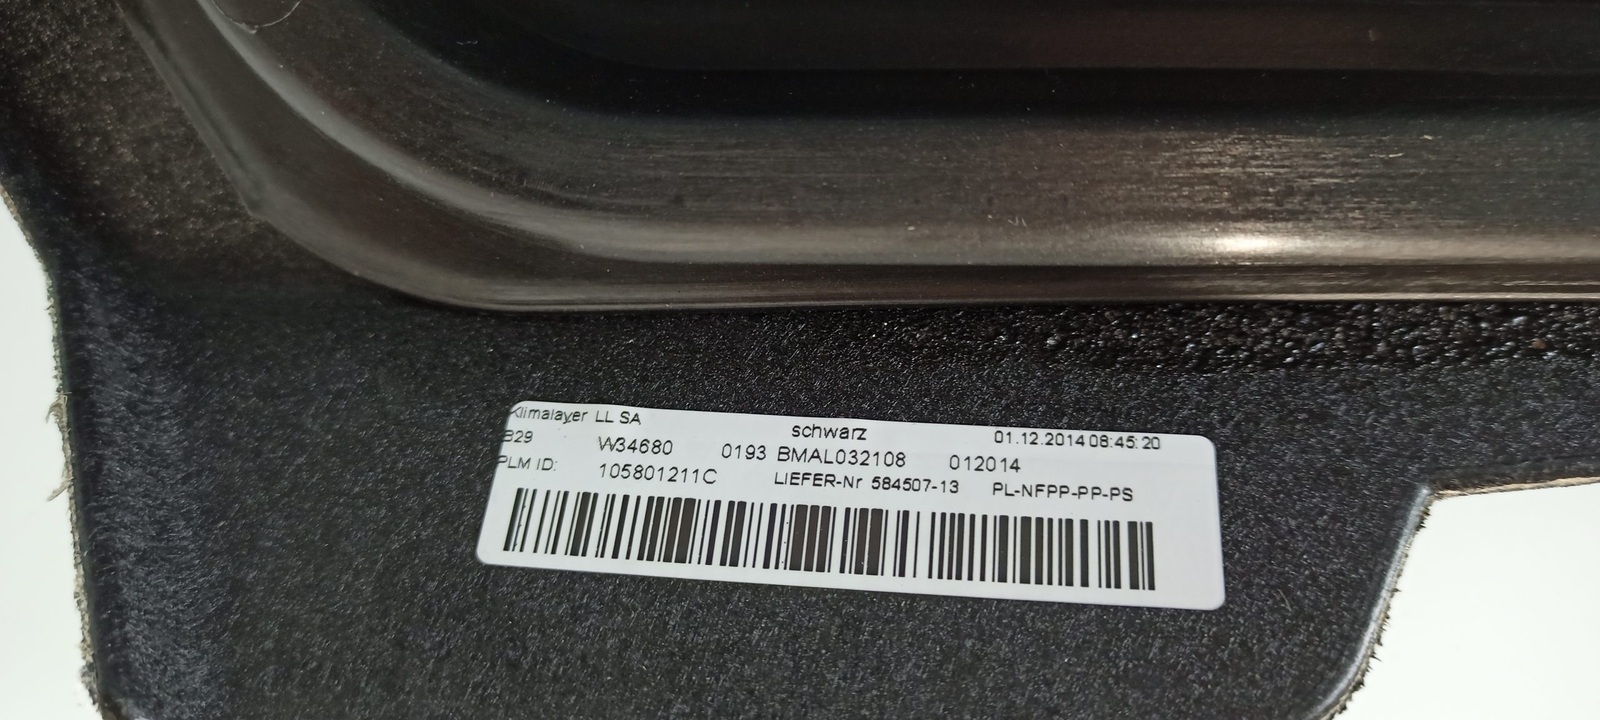 Klimalayer LL SA schwarz 01.12.2014 08:45:20
B29 W34680 0193 BMAL032108 012014
PLM ID: 105801211C LIEFER-Nr 584507-13 PL-NFPP-PP-PS